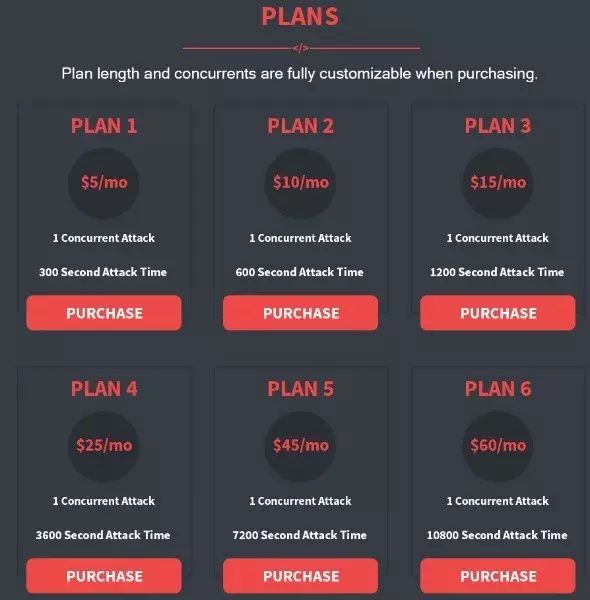 PLANS
</>
Plan length and concurrents are fully customizable when purchasing.
PLAN 1
$5/mo
1 Concurrent Attack
300 Second Attack Time
PURCHASE
PLAN 2
$10/mo
1 Concurrent Attack
600 Second Attack Time
PURCHASE
PLAN 3
$15/mo
1 Concurrent Attack
1200 Second Attack Time
PURCHASE
PLAN 4
$25/mo
1 Concurrent Attack
3600 Second Attack Time
PURCHASE
PLAN 5
$45/mo
1 Concurrent Attack
7200 Second Attack Time
PURCHASE
PLAN 6
$60/mo
1 Concurrent Attack
10800 Second Attack Time
PURCHASE